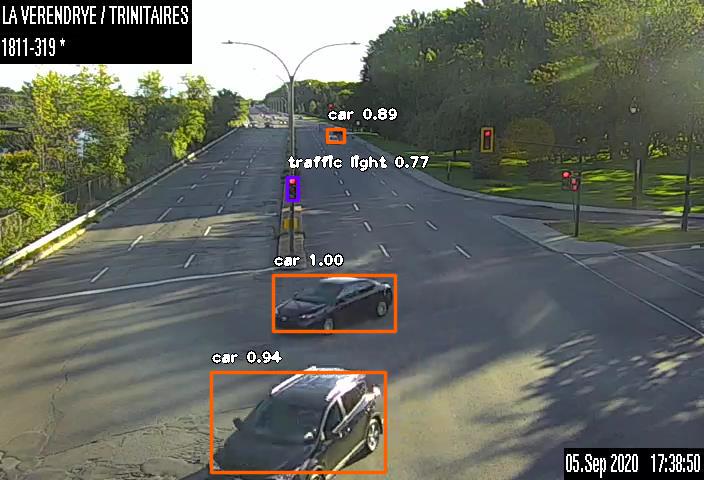 LA VERENDRYE / TRINITAIRES
1811-319 *
car 0.89
traffic light 0.77
car 1.00
car 0.94
05.Sep 2020 17:38:50